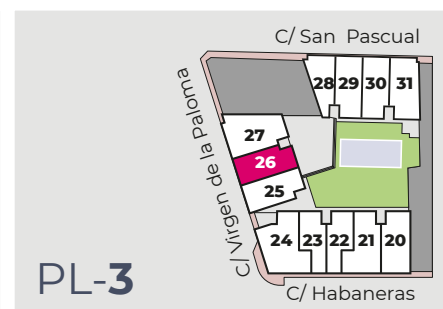 C/ San Pascual
28 29 30 31
C/ Virgen de la Paloma
27
26
25
24 23 22 21 20
PL-3
C/ Habaneras